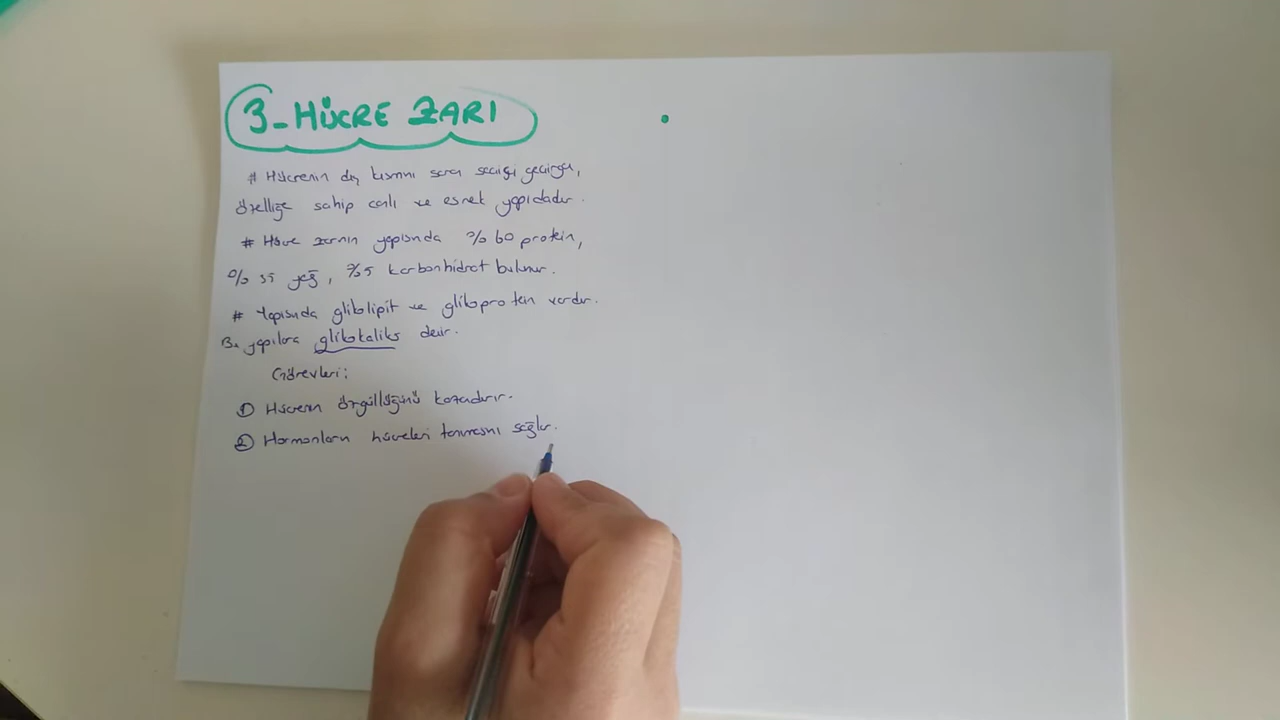 3-HÜCRE ZARI
# Hücrenin dış kısmını saran seçici geçirgen,
özelliğe sahip canlı ve esnek yapıdadır.
# Hücre zarının yapısında % 60 protein,
% 35 yağ, %5 karbonhidrat bulunur.
# Yapısında glikolipit ve glikoprotein vardır.
Bu yapılara glikokaliks denir.
Görevleri:
1 Hücrenin özgüllüğünü kazandırır.
2 Hormonların hücreleri tanımasını sağlar.